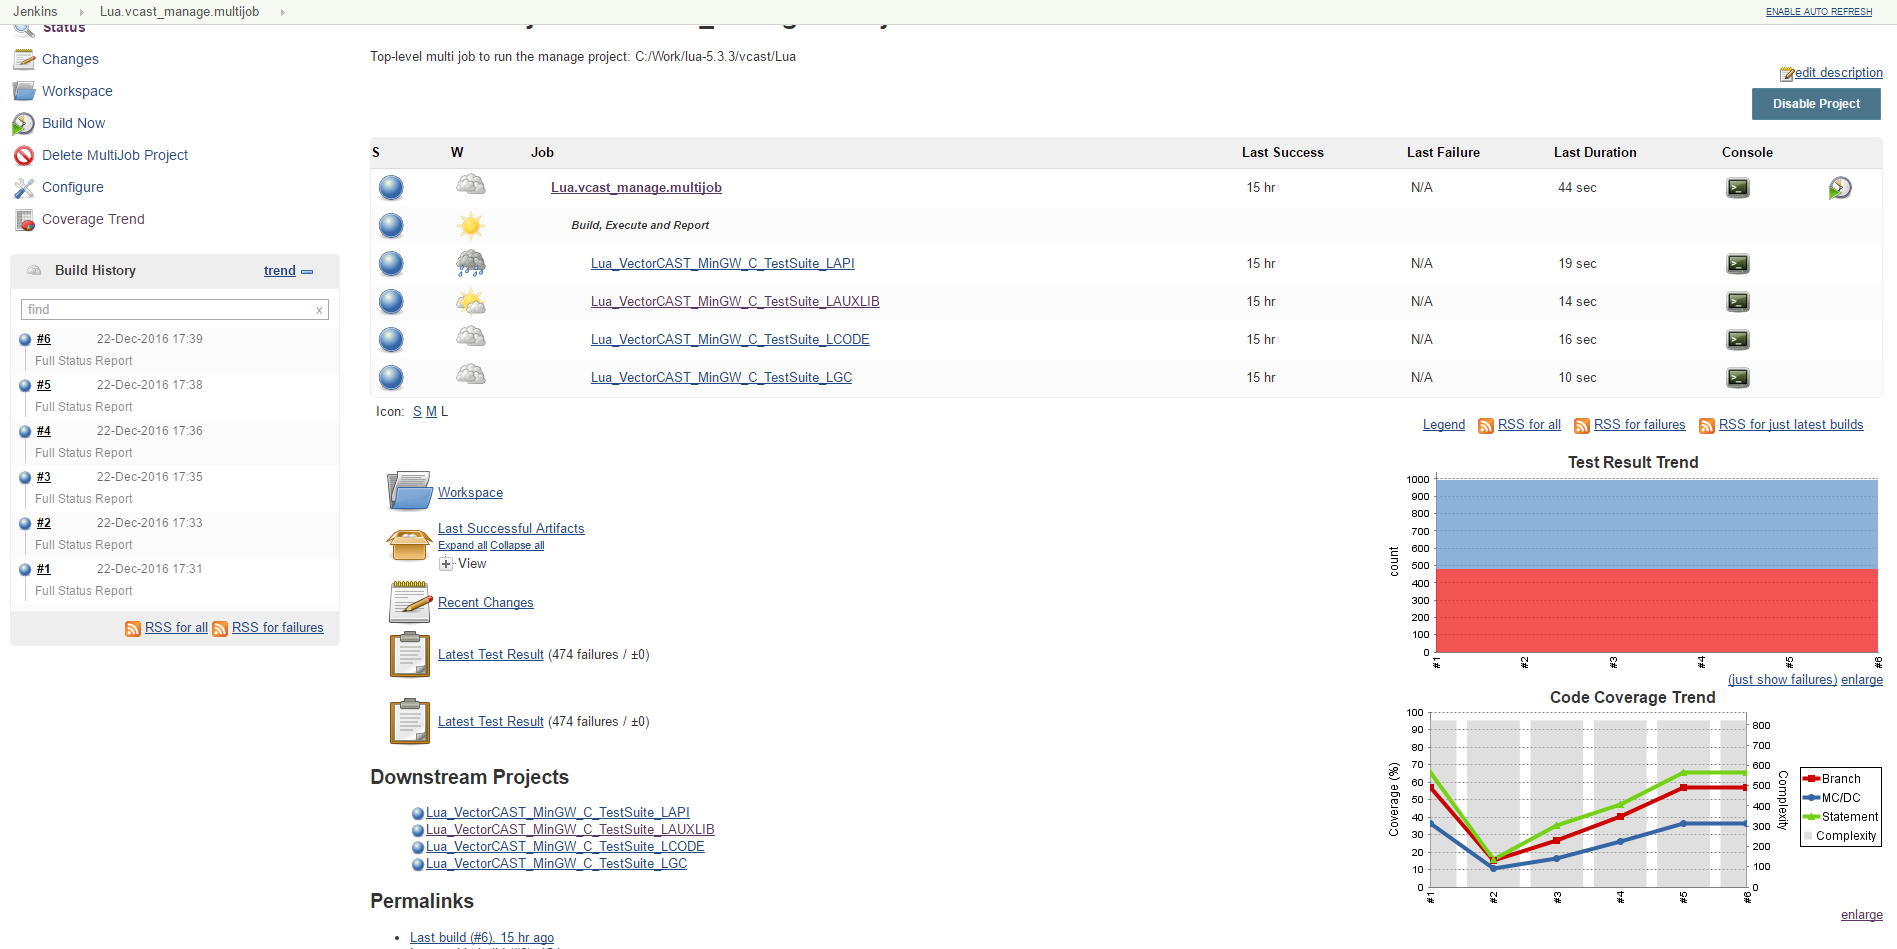 Jenkins Lua.vcast_manage.multijob ENABLE AUTO REFRESH
Status
Changes
Workspace
Build Now
Delete MultiJob Project
Configure
Coverage Trend
Build History trend
find x
#6 22-Dec-2016 17:39
Full Status Report
#5 22-Dec-2016 17:38
Full Status Report
#4 22-Dec-2016 17:36
Full Status Report
#3 22-Dec-2016 17:35
Full Status Report
#2 22-Dec-2016 17:33
Full Status Report
#1 22-Dec-2016 17:31
Full Status Report
RSS for all RSS for failures
Top-level multi job to run the manage project: C:/Work/lua-5.3.3/vcast/Lua
edit description
Disable Project
S W Job Last Success Last Failure Last Duration Console
Lua.vcast_manage.multijob 15 hr N/A 44 sec
Build, Execute and Report
Lua_VectorCAST_MinGW_C_TestSuite_LAPI 15 hr N/A 19 sec
Lua_VectorCAST_MinGW_C_TestSuite_LAUXLIB 15 hr N/A 14 sec
Lua_VectorCAST_MinGW_C_TestSuite_LCODE 15 hr N/A 16 sec
Lua_VectorCAST_MinGW_C_TestSuite_LGC 15 hr N/A 10 sec
Icon: S M L
Legend RSS for all RSS for failures RSS for just latest builds
Workspace
Last Successful Artifacts
Expand all Collapse all
View
Recent Changes
Latest Test Result (474 failures / ±0)
Latest Test Result (474 failures / ±0)
Downstream Projects
Lua_VectorCAST_MinGW_C_TestSuite_LAPI
Lua_VectorCAST_MinGW_C_TestSuite_LAUXLIB
Lua_VectorCAST_MinGW_C_TestSuite_LCODE
Lua_VectorCAST_MinGW_C_TestSuite_LGC
Permalinks
Last build (#6), 15 hr ago
Test Result Trend
count
1000
900
800
700
600
500
400
300
200
100
0
#1 #2 #3 #4 #5 #6
(just show failures) enlarge
Code Coverage Trend
Coverage (%)
100
90
80
70
60
50
40
30
20
10
0
800
700
600
500
400
300
200
100
0
Complexity
#1 #2 #3 #4 #5 #6
Branch
MC/DC
Statement
Complexity
enlarge